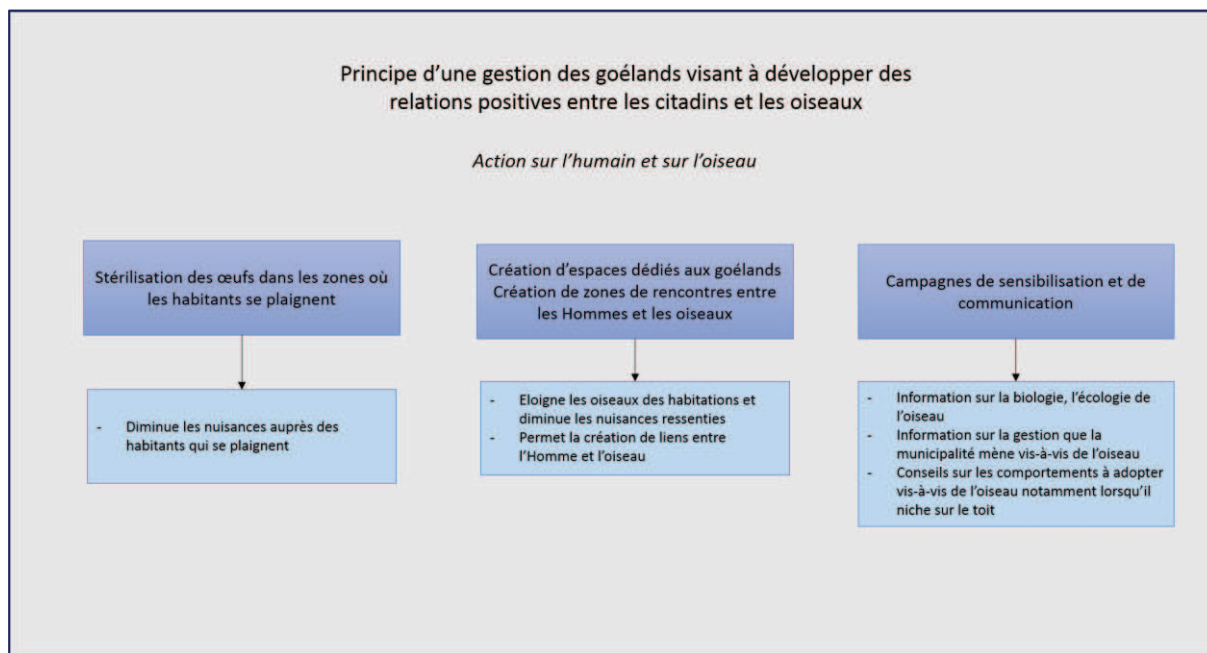 Principe d'une gestion des goélands visant à développer des
relations positives entre les citadins et les oiseaux
Action sur l'humain et sur l'oiseau
Stérilisation des œufs dans les zones où
les habitants se plaignent
- Diminue les nuisances auprès des
habitants qui se plaignent
Création d'espaces dédiés aux goélands
Création de zones de rencontres entre
les Hommes et les oiseaux
- Eloigne les oiseaux des habitations et
diminue les nuisances ressenties
- Permet la création de liens entre
l'Homme et l'oiseau
Campagnes de sensibilisation et de
communication
- Information sur la biologie, l'écologie de
l'oiseau
- Information sur la gestion que la
municipalité mène vis-à-vis de l'oiseau
- Conseils sur les comportements à adopter
vis-à-vis de l'oiseau notamment lorsqu'il
niche sur le toit